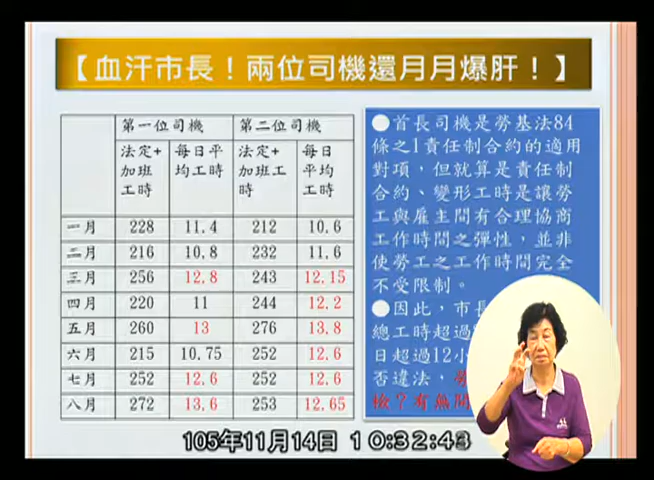 【血汗市長！兩位司機還月月爆肝！】
第一位司機 第二位司機
法定+加班工時 每日平均工時 法定+加班工時 每日平均工時
一月 228 11.4 212 10.6
二月 216 10.8 232 11.6
三月 256 12.8 243 12.15
四月 220 11 244 12.2
五月 260 13 276 13.8
六月 215 10.75 252 12.6
七月 252 12.6 252 12.6
八月 272 13.6 253 12.65
●首長司機是勞基法84
條之1責任制合約的適用
對項，但就算是責任制
合約、變形工時是讓勞
工與雇主間有合理協商
工作時間之彈性，並非
使勞工之工作時間完全
不受限制。
●因此，市長
總工時超過
日超過12小
否違法，
檢？有無
105年11月14日 10:32:43